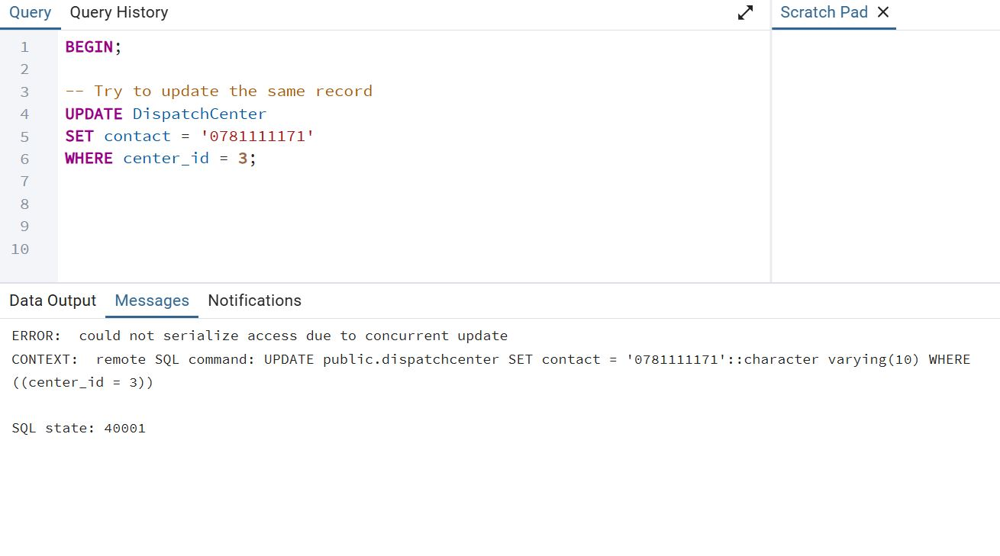 Query Query History Scratch Pad ×
1 BEGIN;
2
3 -- Try to update the same record
4 UPDATE DispatchCenter
5 SET contact = '0781111171'
6 WHERE center_id = 3;
7
8
9
10
Data Output Messages Notifications
ERROR:  could not serialize access due to concurrent update
CONTEXT:  remote SQL command: UPDATE public.dispatchcenter SET contact = '0781111171'::character varying(10) WHERE
((center_id = 3))
SQL state: 40001